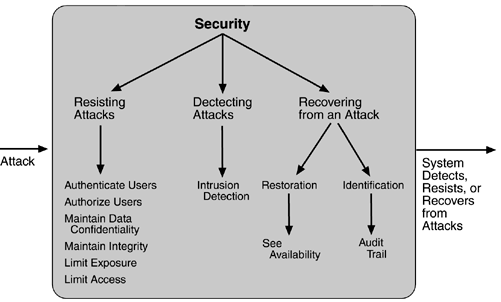 Security
Resisting
Attacks
Dectecting
Attacks
Recovering
from an Attack
Attack
Authenticate Users
Authorize Users
Maintain Data
Confidentiality
Maintain Integrity
Limit Exposure
Limit Access
Intrusion
Detection
Restoration
See
Availability
Identification
Audit
Trail
System
Detects,
Resists, or
Recovers
from
Attacks